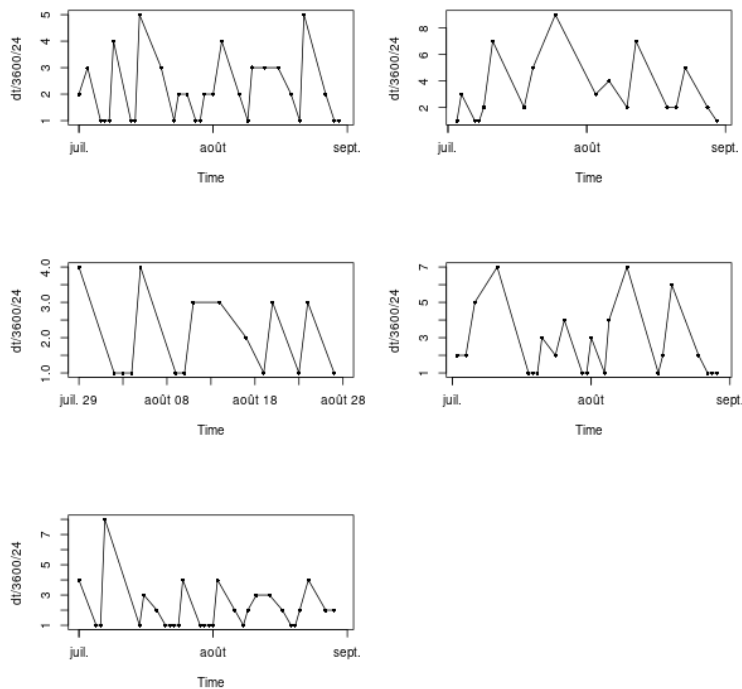 dt/3600/24
1 2 3 4 5
juil. août sept.
Time
dt/3600/24
2 4 6 8
juil. août sept.
Time
dt/3600/24
1.0 2.0 3.0 4.0
juil. 29 août 08 août 18 août 28
Time
dt/3600/24
1 3 5 7
juil. août sept.
Time
dt/3600/24
1 3 5 7
juil. août sept.
Time